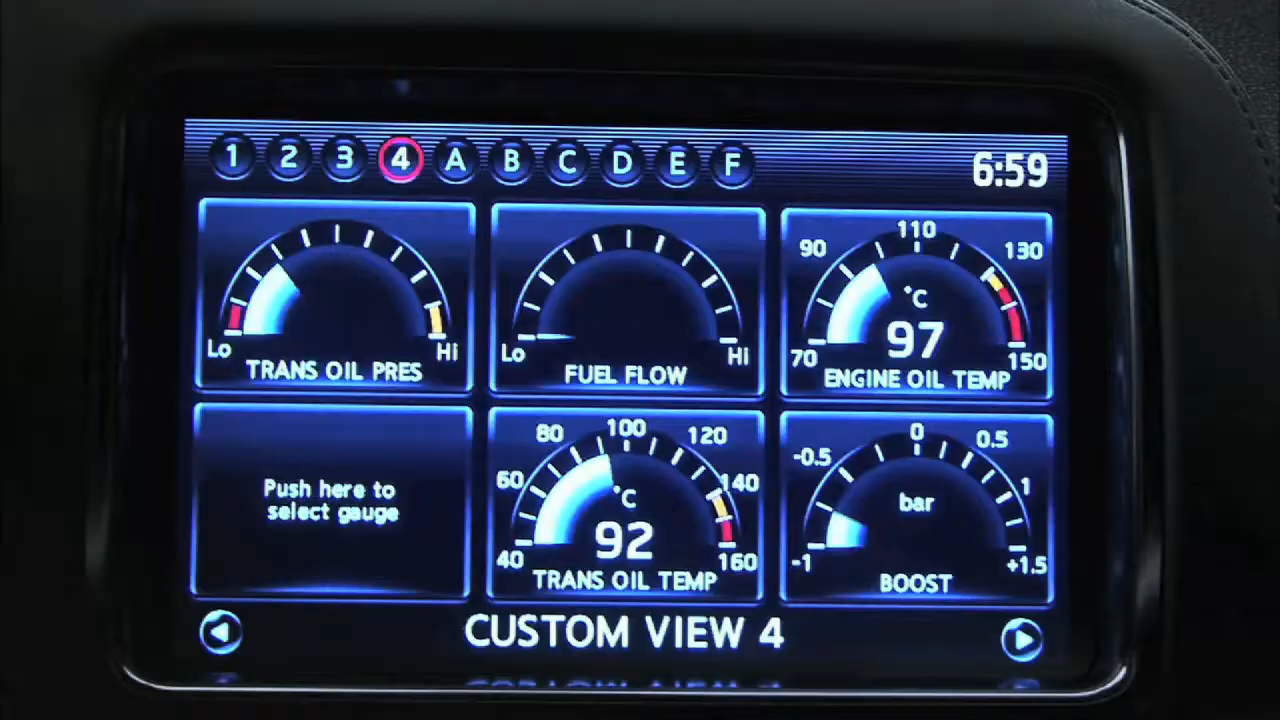 1 2 3 4 A B C D E F
6:59
Lo Hi
TRANS OIL PRES
Lo Hi
FUEL FLOW
70 90 110 130 150
°C
97
ENGINE OIL TEMP
Push here to
select gauge
40 60 80 100 120 140 160
°C
92
TRANS OIL TEMP
-1 -0.5 0 0.5 1 +1.5
bar
BOOST
CUSTOM VIEW 4